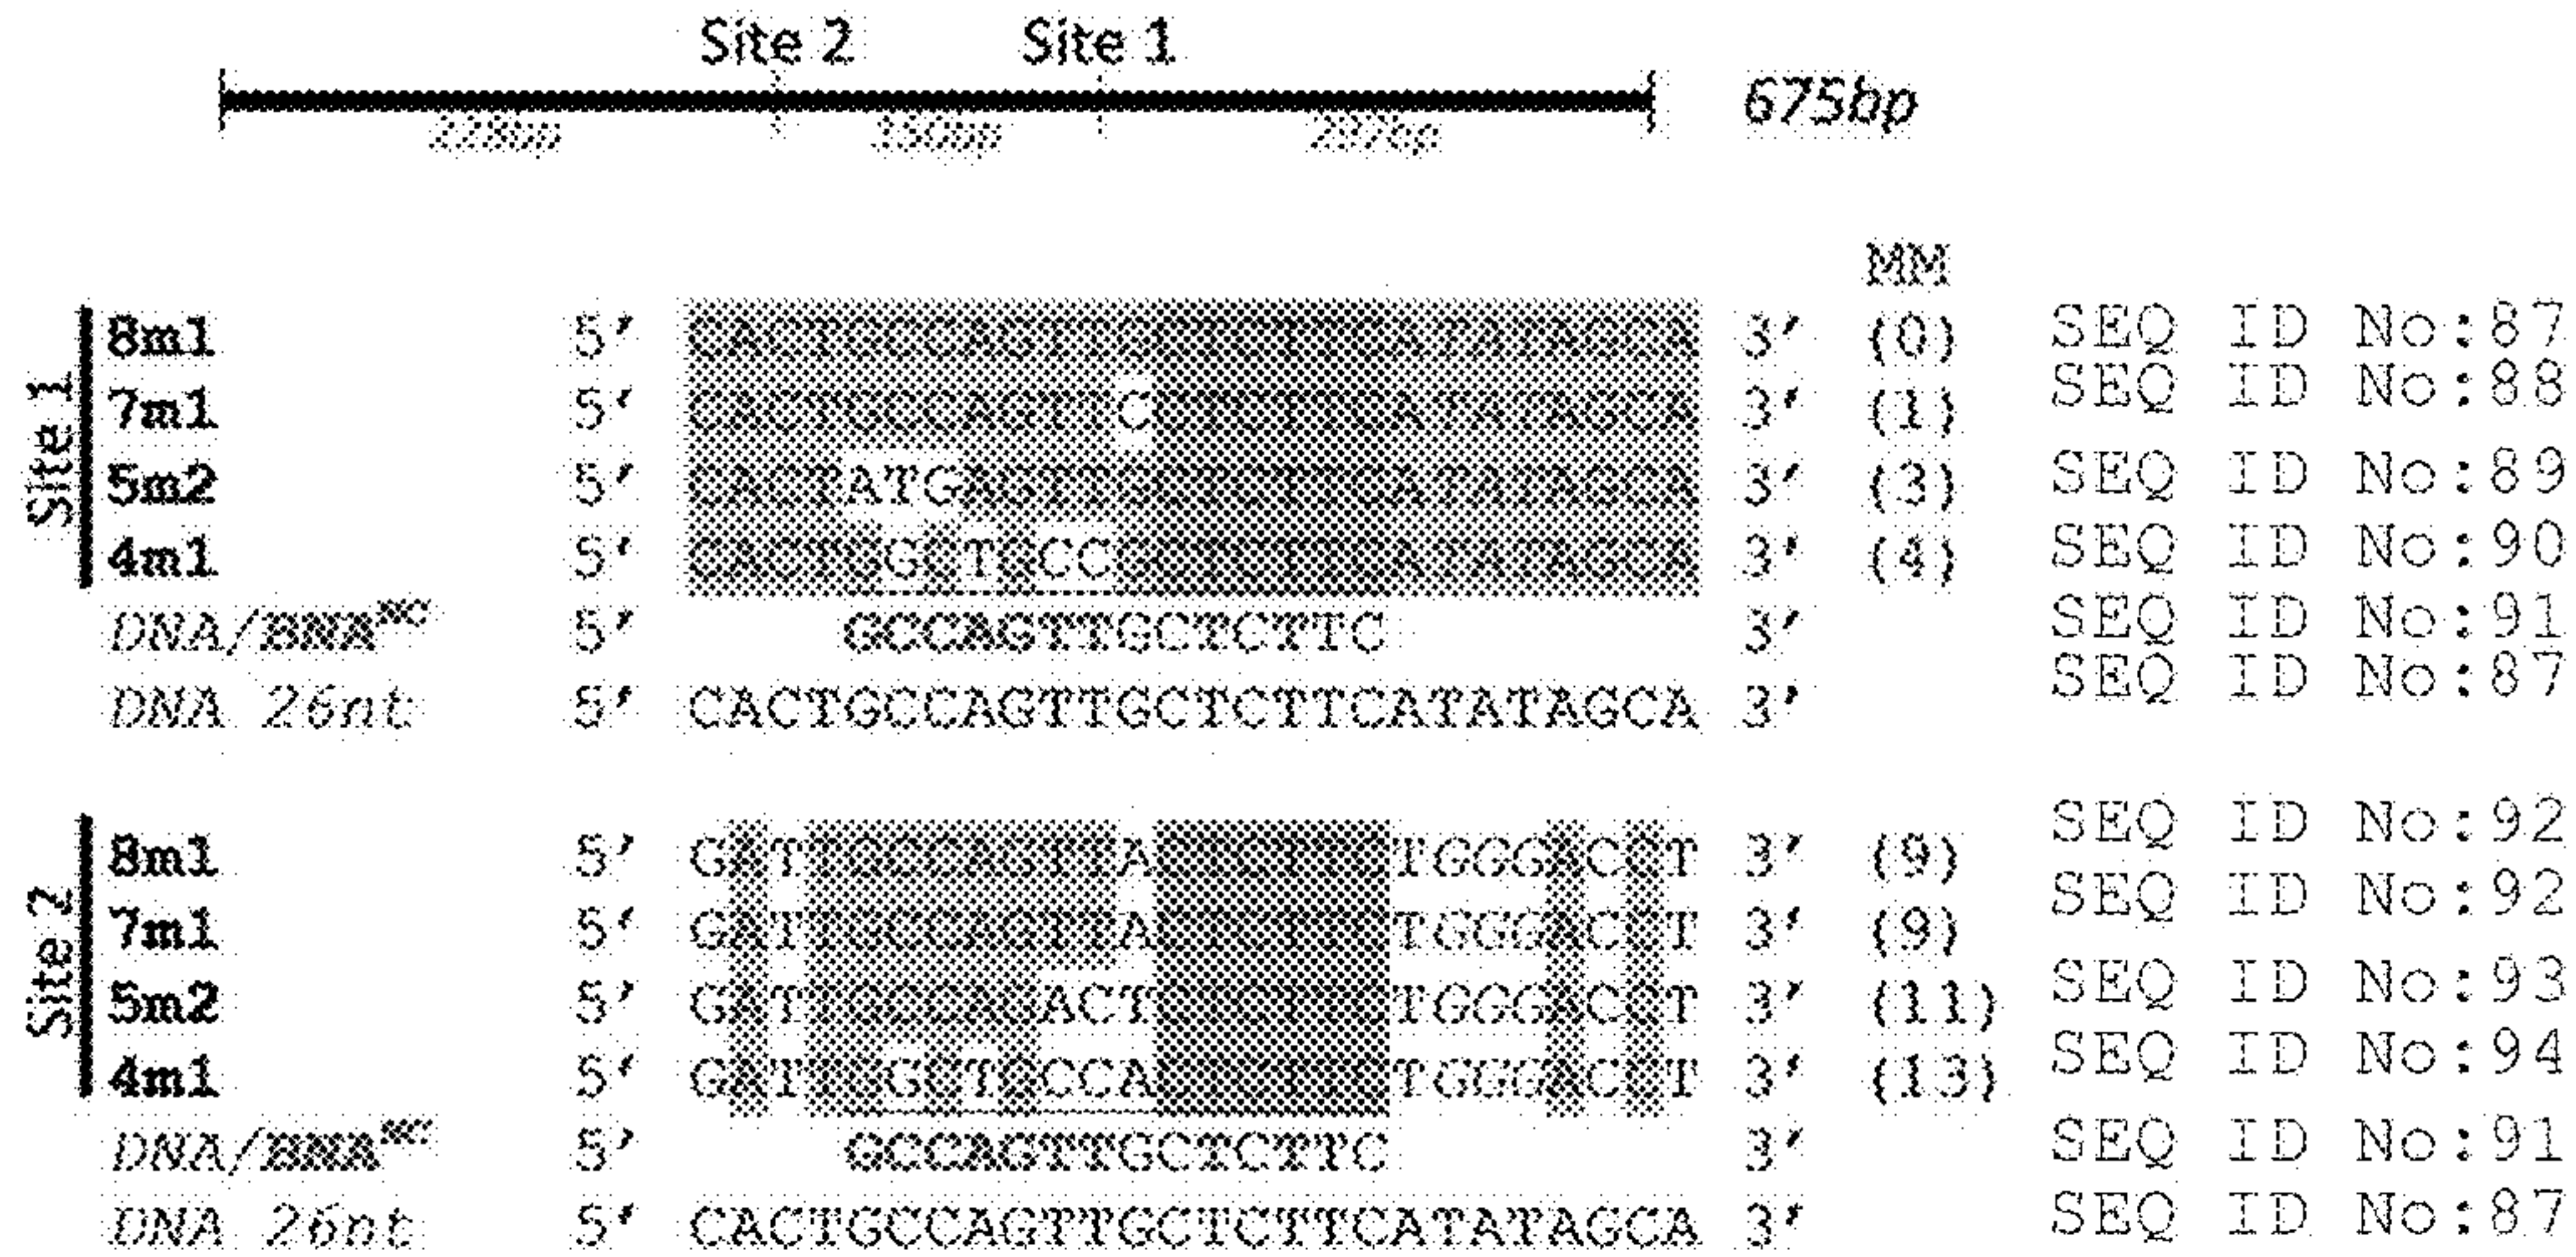 Site 2 Site 1
675bp
MM
Site 1
8m1 5′ CACTGCCAGTTGCTCTTCATATAGCA 3′ (0) SEQ ID No:87
7m1 5′ CACTGCCAGTTCCTCTTCATATAGCA 3′ (1) SEQ ID No:88
5m2 5′ CACTATGAGTTGCTCTTCATATAGCA 3′ (3) SEQ ID No:89
4m1 5′ CACTGGCTGCCGCTCTTCATATAGCA 3′ (4) SEQ ID No:90
DNA/BNA^NC 5′ GCCAGTTGCTCTTC 3′ SEQ ID No:91
DNA 26nt 5′ CACTGCCAGTTGCTCTTCATATAGCA 3′ SEQ ID No:87
Site 2
8m1 5′ GATTGCCAGTTACTCTTCTGGGACCT 3′ (9) SEQ ID No:92
7m1 5′ GATTGCCAGTTACTCTTCTGGGACCT 3′ (9) SEQ ID No:92
5m2 5′ GATTGCCAGACTCTCTTCTGGGACCT 3′ (11) SEQ ID No:93
4m1 5′ GATTGGCTGCCACTCTTCTGGGACCT 3′ (13) SEQ ID No:94
DNA/BNA^NC 5′ GCCAGTTGCTCTTC 3′ SEQ ID No:91
DNA 26nt 5′ CACTGCCAGTTGCTCTTCATATAGCA 3′ SEQ ID No:87